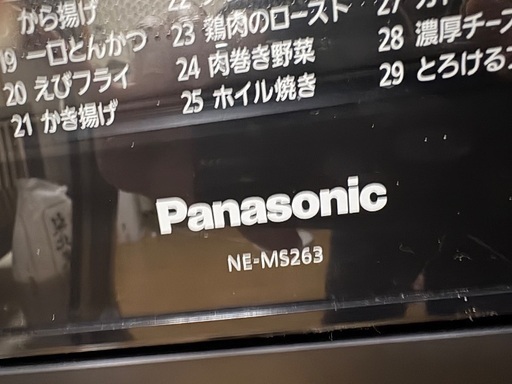 から揚げ
19 一口とんかつ
20 えびフライ
21 かき揚げ
22
23 鶏肉のロースト
24 肉巻き野菜
25 ホイル焼き
27
28 濃厚チーズ
29 とろける
Panasonic
NE-MS263